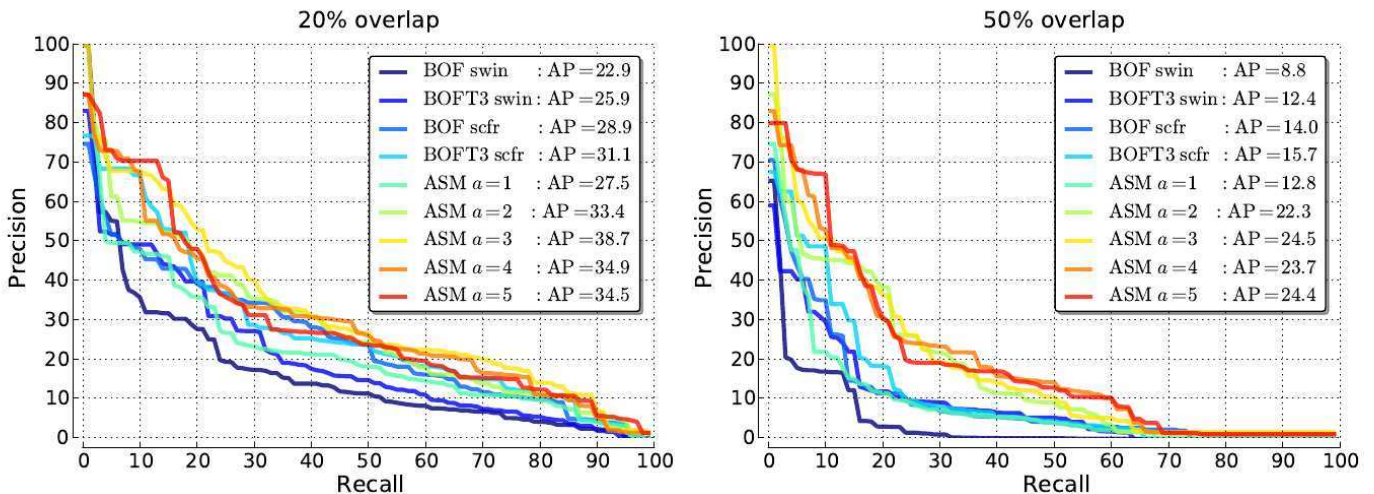 20% overlap
Precision
100
90
80
70
60
50
40
30
20
10
0
BOF swin : AP=22.9
BOFT3 swin : AP=25.9
BOF scfr : AP=28.9
BOFT3 scfr : AP=31.1
ASM a=1 : AP=27.5
ASM a=2 : AP=33.4
ASM a=3 : AP=38.7
ASM a=4 : AP=34.9
ASM a=5 : AP=34.5
0 10 20 30 40 50 60 70 80 90 100
Recall
50% overlap
Precision
100
90
80
70
60
50
40
30
20
10
0
BOF swin : AP=8.8
BOFT3 swin : AP=12.4
BOF scfr : AP=14.0
BOFT3 scfr : AP=15.7
ASM a=1 : AP=12.8
ASM a=2 : AP=22.3
ASM a=3 : AP=24.5
ASM a=4 : AP=23.7
ASM a=5 : AP=24.4
0 10 20 30 40 50 60 70 80 90 100
Recall